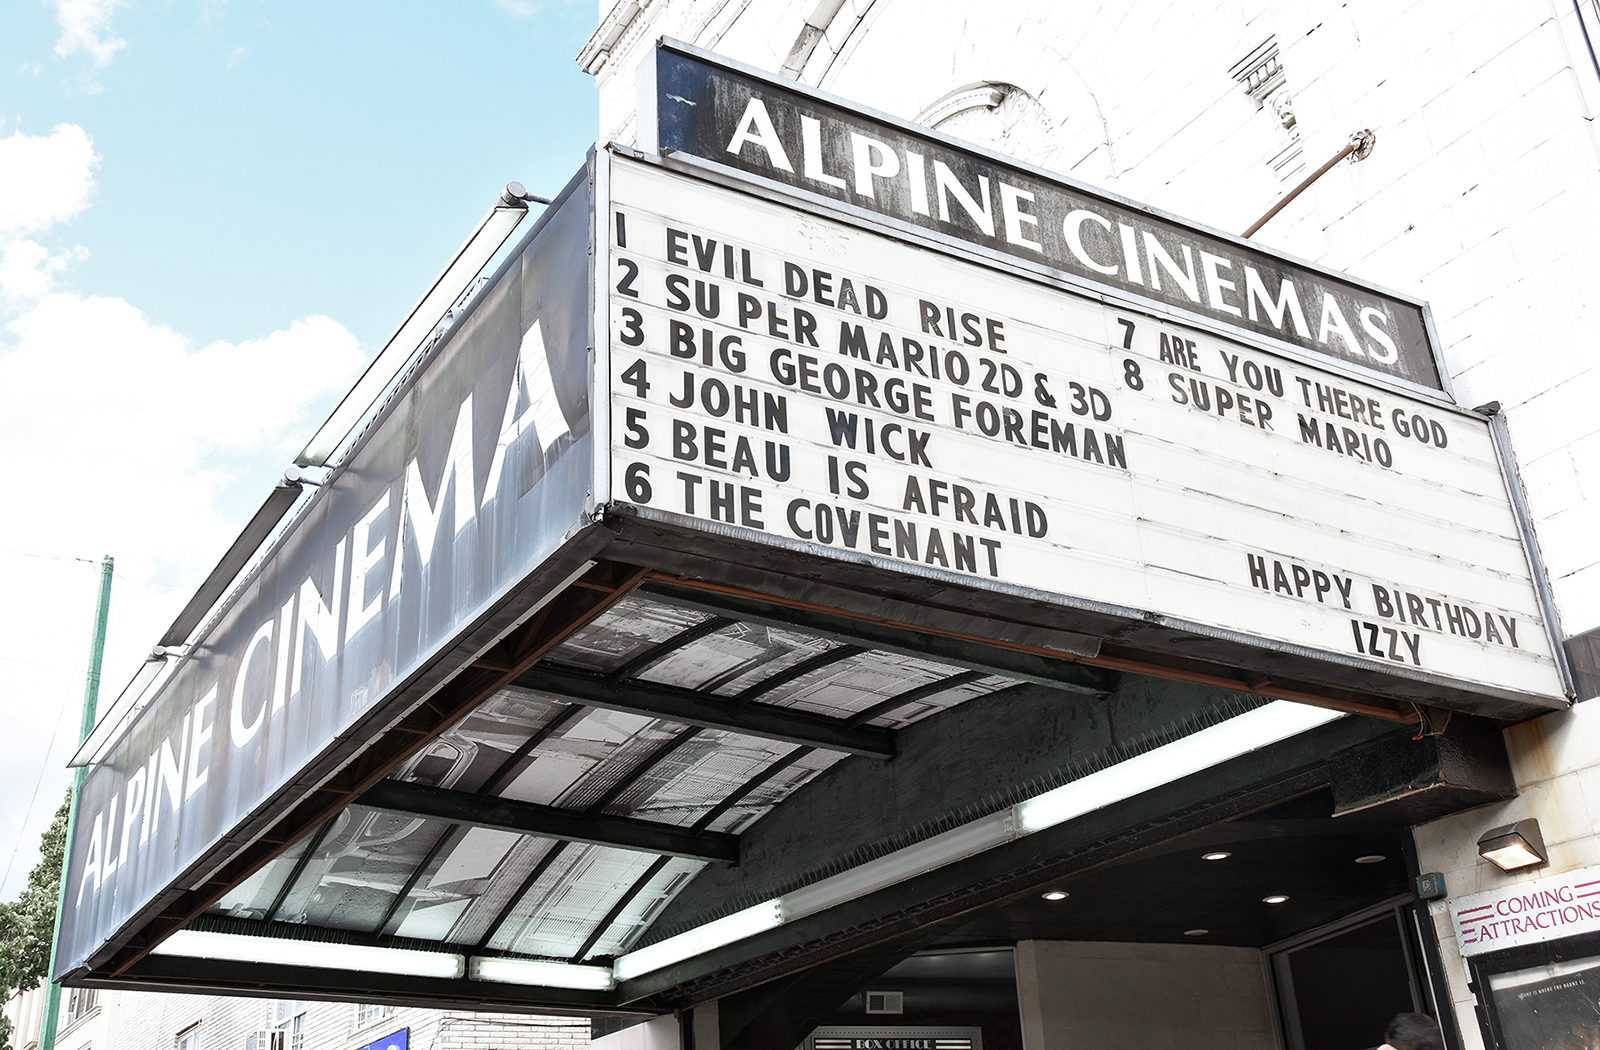 ALPINE CINEMAS
1 EVIL DEAD RISE
2 SUPER MARIO 2D & 3D
3 BIG GEORGE FOREMAN
4 JOHN WICK
5 BEAU IS AFRAID
6 THE COVENANT
7 ARE YOU THERE GOD
8 SUPER MARIO
HAPPY BIRTHDAY
IZZY
ALPINE CINEMA
COMING
ATTRACTIONS
BOX OFFICE